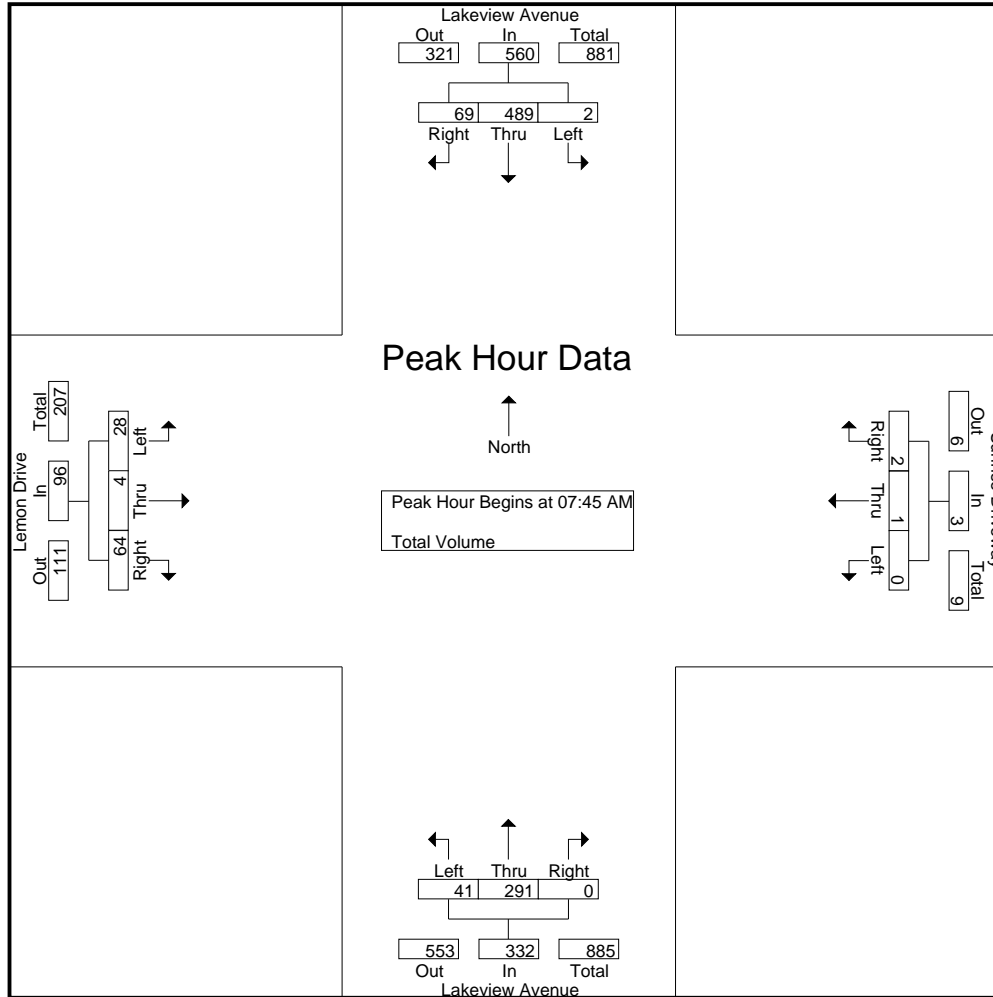 Lakeview Avenue
Out In Total
321 560 881
69 489 2
Right Thru Left
Peak Hour Data
North
Peak Hour Begins at 07:45 AM
Total Volume
Lemon Drive
Total In Out
207 96 111
28 4 64
Left Thru Right
Right Thru Left
2 1 0
Out In Total
6 3 9
Left Thru Right
41 291 0
553 332 885
Out In Total
Lakeview Avenue